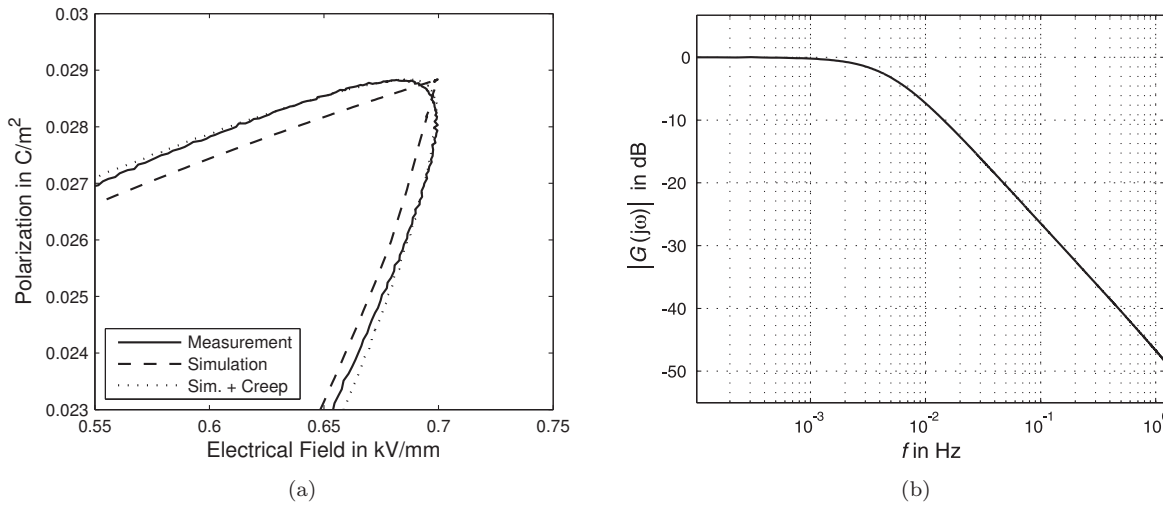 0.03
0.029
0.028
0.027
0.026
0.025
0.024
0.023
Polarization in C/m²
Measurement
Simulation
Sim. + Creep
0.55
0.6
0.65
0.7
0.75
Electrical Field in kV/mm
(a)
0
-10
-20
-30
-40
-50
|G(jω)| in dB
10⁻³
10⁻²
10⁻¹
10⁰
f in Hz
(b)